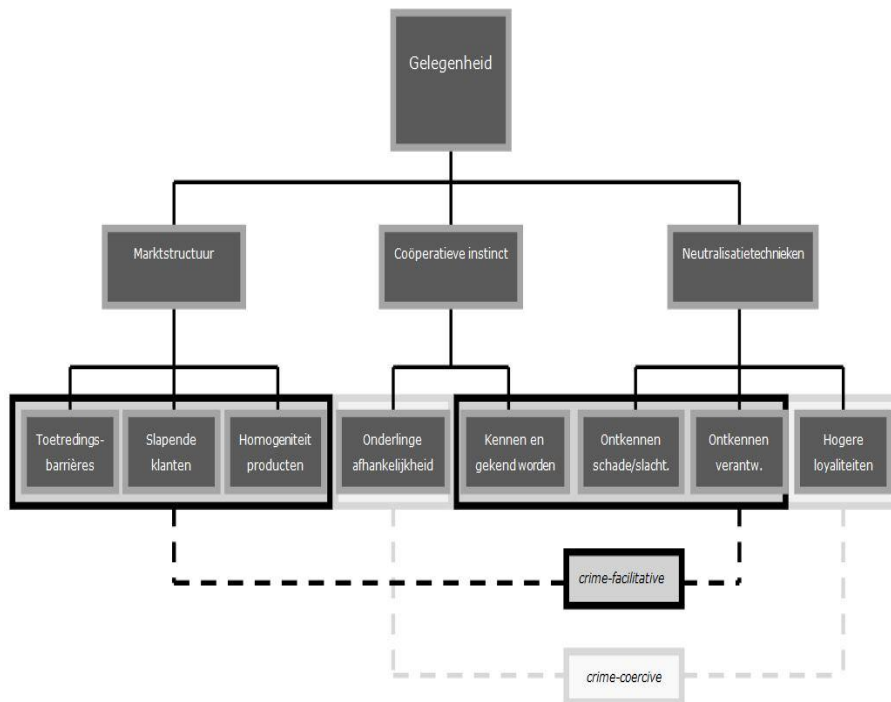 Gelegenheid
Marktstructuur
Coöperatieve instinct
Neutralisatietechnieken
Toetredings-
barrières
Slapende
klanten
Homogeniteit
producten
Onderlinge
afhankelijkheid
Kennen en
gekend worden
Ontkennen
schade/slacht.
Ontkennen
verantw.
Hogere
loyaliteiten
crime-facilitative
crime-coercive